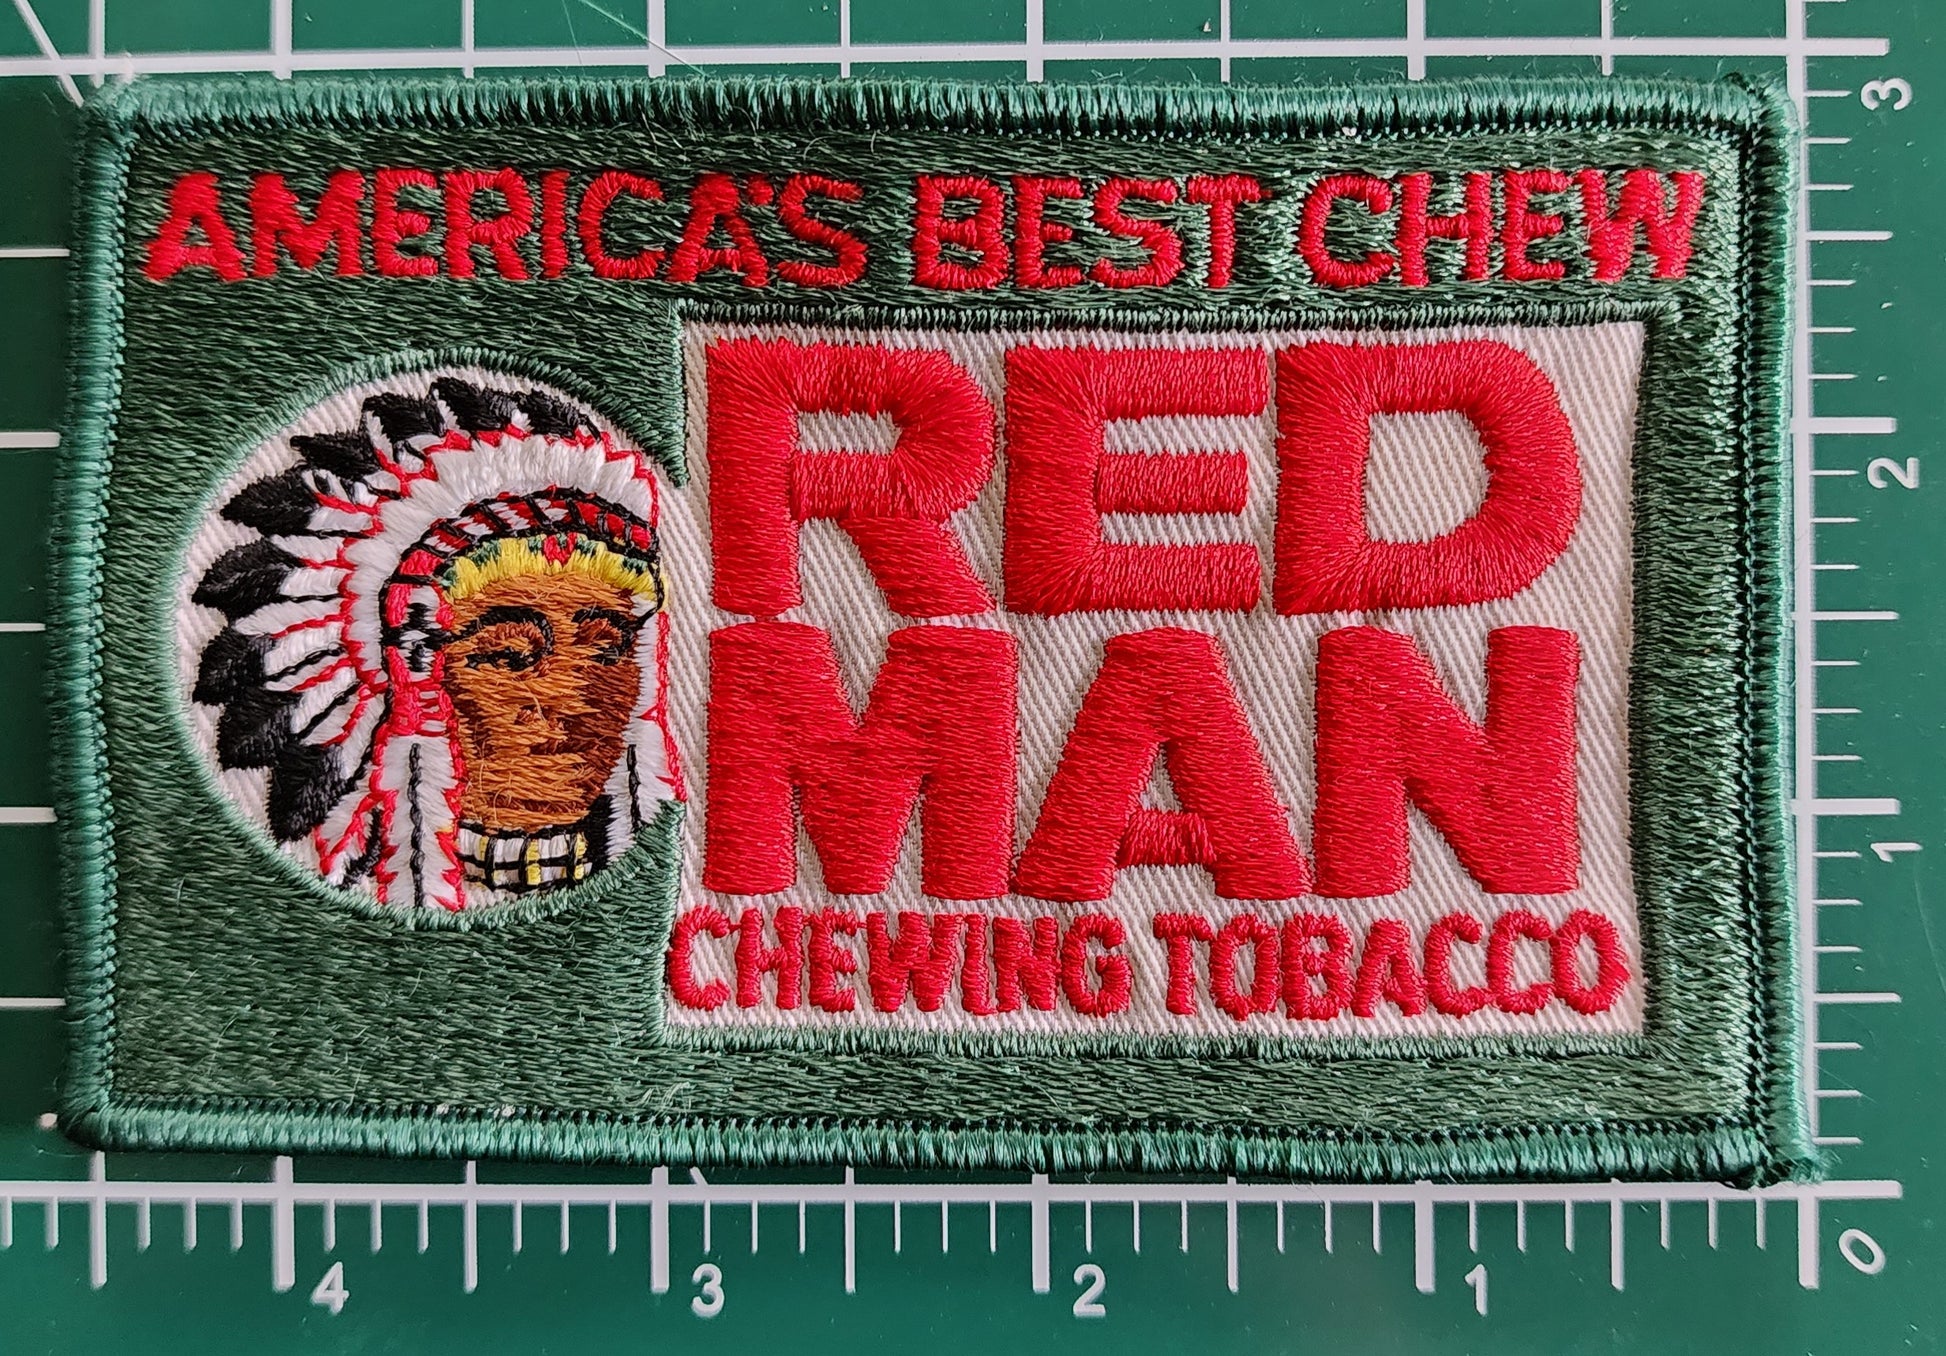 AMERICA'S BEST CHEW
RED
MAN
CHEWING TOBACCO
3
2
1
0
4 3 2 1